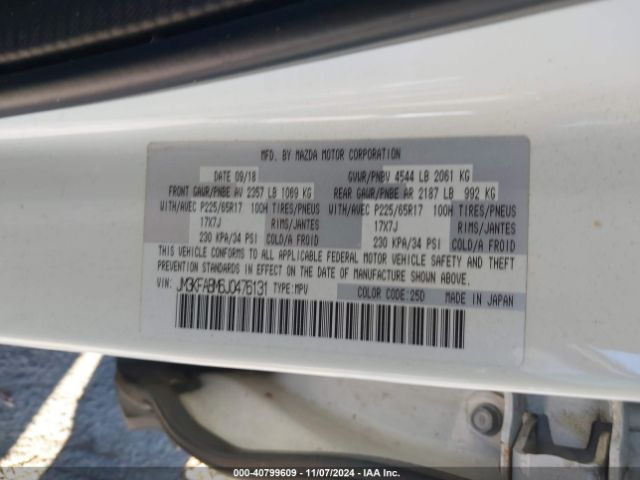 MFD. BY MAZDA MOTOR CORPORATION
DATE 09/18 GVWR/PNBV 4544 LB 2061 KG
FRONT GAWR/PNBE AV 2357 LB 1069 KG REAR GAWR/PNBE AR 2187 LB 992 KG
WITH/AVEC P225/65R17 100H TIRES/PNEUS WITH/AVEC P225/65R17 100H TIRES/PNEUS
17X7J RIMS/JANTES 17X7J RIMS/JANTES
230 KPA/34 PSI COLD/A FROID 230 KPA/34 PSI COLD/A FROID
THIS VEHICLE CONFORMS TO ALL APPLICABLE FEDERAL MOTOR VEHICLE SAFETY AND THEFT
PREVENTION STANDARDS IN EFFECT ON THE DATE OF MANUFACTURE SHOWN ABOVE.
VIN: JM3KFABM6J0476131 TYPE:MPV COLOR CODE:25D MADE IN JAPAN
000-40799609 - 11/07/2024 - IAA Inc.